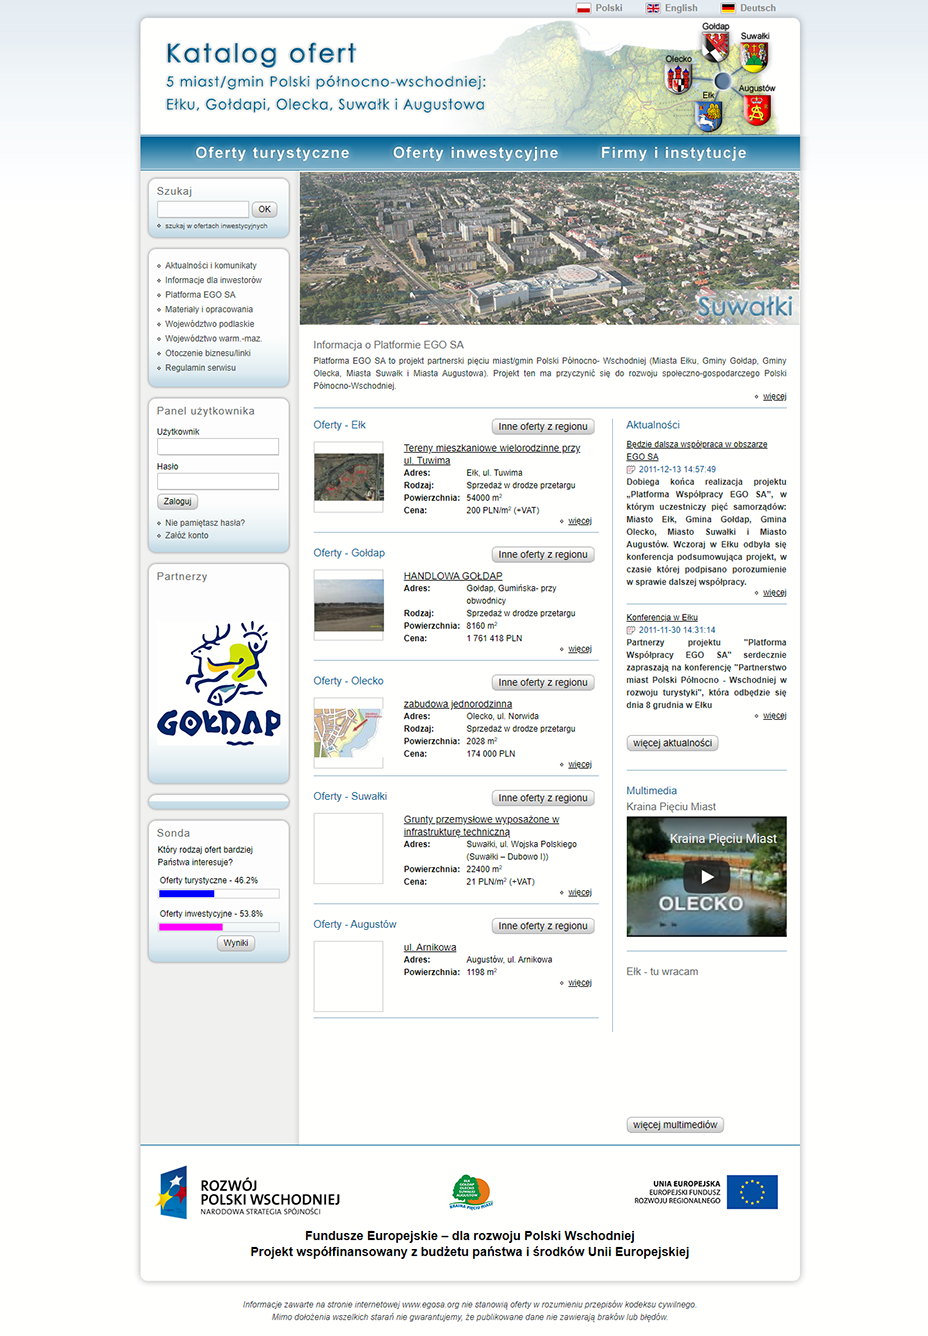 Polski English Deutsch
Katalog ofert
5 miast/gmin Polski północno-wschodniej:
Ełku, Gołdapi, Olecka, Suwałk i Augustowa
Gołdap
Suwałki
Olecko
Augustów
Ełk
Oferty turystyczne Oferty inwestycyjne Firmy i instytucje
Szukaj
OK
szukaj w ofertach inwestycyjnych
Aktualności i komunikaty
Informacje dla inwestorów
Platforma EGO SA
Materiały i opracowania
Województwo podlaskie
Województwo warm.-maz.
Otoczenie biznesu/linki
Regulamin serwisu
Panel użytkownika
Użytkownik
Hasło
Zaloguj
Nie pamiętasz hasła?
Załóż konto
Partnerzy
GOŁDAP
Sonda
Który rodzaj ofert bardziej
Państwa interesuje?
Oferty turystyczne - 46.2%
Oferty inwestycyjne - 53.8%
Wyniki
Suwałki
Informacja o Platformie EGO SA
Platforma EGO SA to projekt partnerski pięciu miast/gmin Polski Północno- Wschodniej (Miasta Ełku, Gminy Gołdap, Gminy
Olecka, Miasta Suwałk i Miasta Augustowa). Projekt ten ma przyczynić się do rozwoju społeczno-gospodarczego Polski
Północno-Wschodniej.
więcej
Oferty - Ełk
Inne oferty z regionu
Tereny mieszkaniowe wielorodzinne przy
ul. Tuwima
Adres: Ełk, ul. Tuwima
Rodzaj: Sprzedaż w drodze przetargu
Powierzchnia: 54000 m²
Cena: 200 PLN/m² (+VAT)
więcej
Oferty - Gołdap
Inne oferty z regionu
HANDLOWA GOŁDAP
Adres: Gołdap, Gumińska- przy
obwodnicy
Rodzaj: Sprzedaż w drodze przetargu
Powierzchnia: 8160 m²
Cena: 1 761 418 PLN
więcej
Oferty - Olecko
Inne oferty z regionu
zabudowa jednorodzinna
Adres: Olecko, ul. Norwida
Rodzaj: Sprzedaż w drodze przetargu
Powierzchnia: 2028 m²
Cena: 174 000 PLN
więcej
Oferty - Suwałki
Inne oferty z regionu
Grunty przemysłowe wyposażone w
infrastrukturę techniczną
Adres: Suwałki, ul. Wojska Polskiego
(Suwałki – Dubowo I))
Powierzchnia: 22400 m²
Cena: 21 PLN/m² (+VAT)
więcej
Oferty - Augustów
Inne oferty z regionu
ul. Arnikowa
Adres: Augustów, ul. Arnikowa
Powierzchnia: 1198 m²
więcej
Aktualności
Będzie dalsza współpraca w obszarze
EGO SA
2011-12-13 14:57:49
Dobiega końca realizacja projektu
„Platforma Współpracy EGO SA”, w
którym uczestniczy pięć samorządów:
Miasto Ełk, Gmina Gołdap, Gmina
Olecko, Miasto Suwałki i Miasto
Augustów. Wczoraj w Ełku odbyła się
konferencja podsumowująca projekt, w
czasie której podpisano porozumienie
w sprawie dalszej współpracy.
więcej
Konferencja w Ełku
2011-11-30 14:31:14
Partnerzy projektu "Platforma
Współpracy EGO SA" serdecznie
zapraszają na konferencję "Partnerstwo
miast Polski Północno - Wschodniej w
rozwoju turystyki", która odbędzie się
dnia 8 grudnia w Ełku
więcej
więcej aktualności
Multimedia
Kraina Pięciu Miast
Kraina Pięciu Miast
OLECKO
Ełk - tu wracam
więcej multimediów
ROZWÓJ
POLSKI WSCHODNIEJ
NARODOWA STRATEGIA SPÓJNOŚCI
EŁK
GOŁDAP
OLECKO
SUWAŁKI
AUGUSTÓW
KRAINA PIĘCIU MIAST
UNIA EUROPEJSKA
EUROPEJSKI FUNDUSZ
ROZWOJU REGIONALNEGO
Fundusze Europejskie – dla rozwoju Polski Wschodniej
Projekt współfinansowany z budżetu państwa i środków Unii Europejskiej
Informacje zawarte na stronie internetowej www.egosa.org nie stanowią oferty w rozumieniu przepisów kodeksu cywilnego.
Mimo dołożenia wszelkich starań nie gwarantujemy, że publikowane dane nie zawierają braków lub błędów.